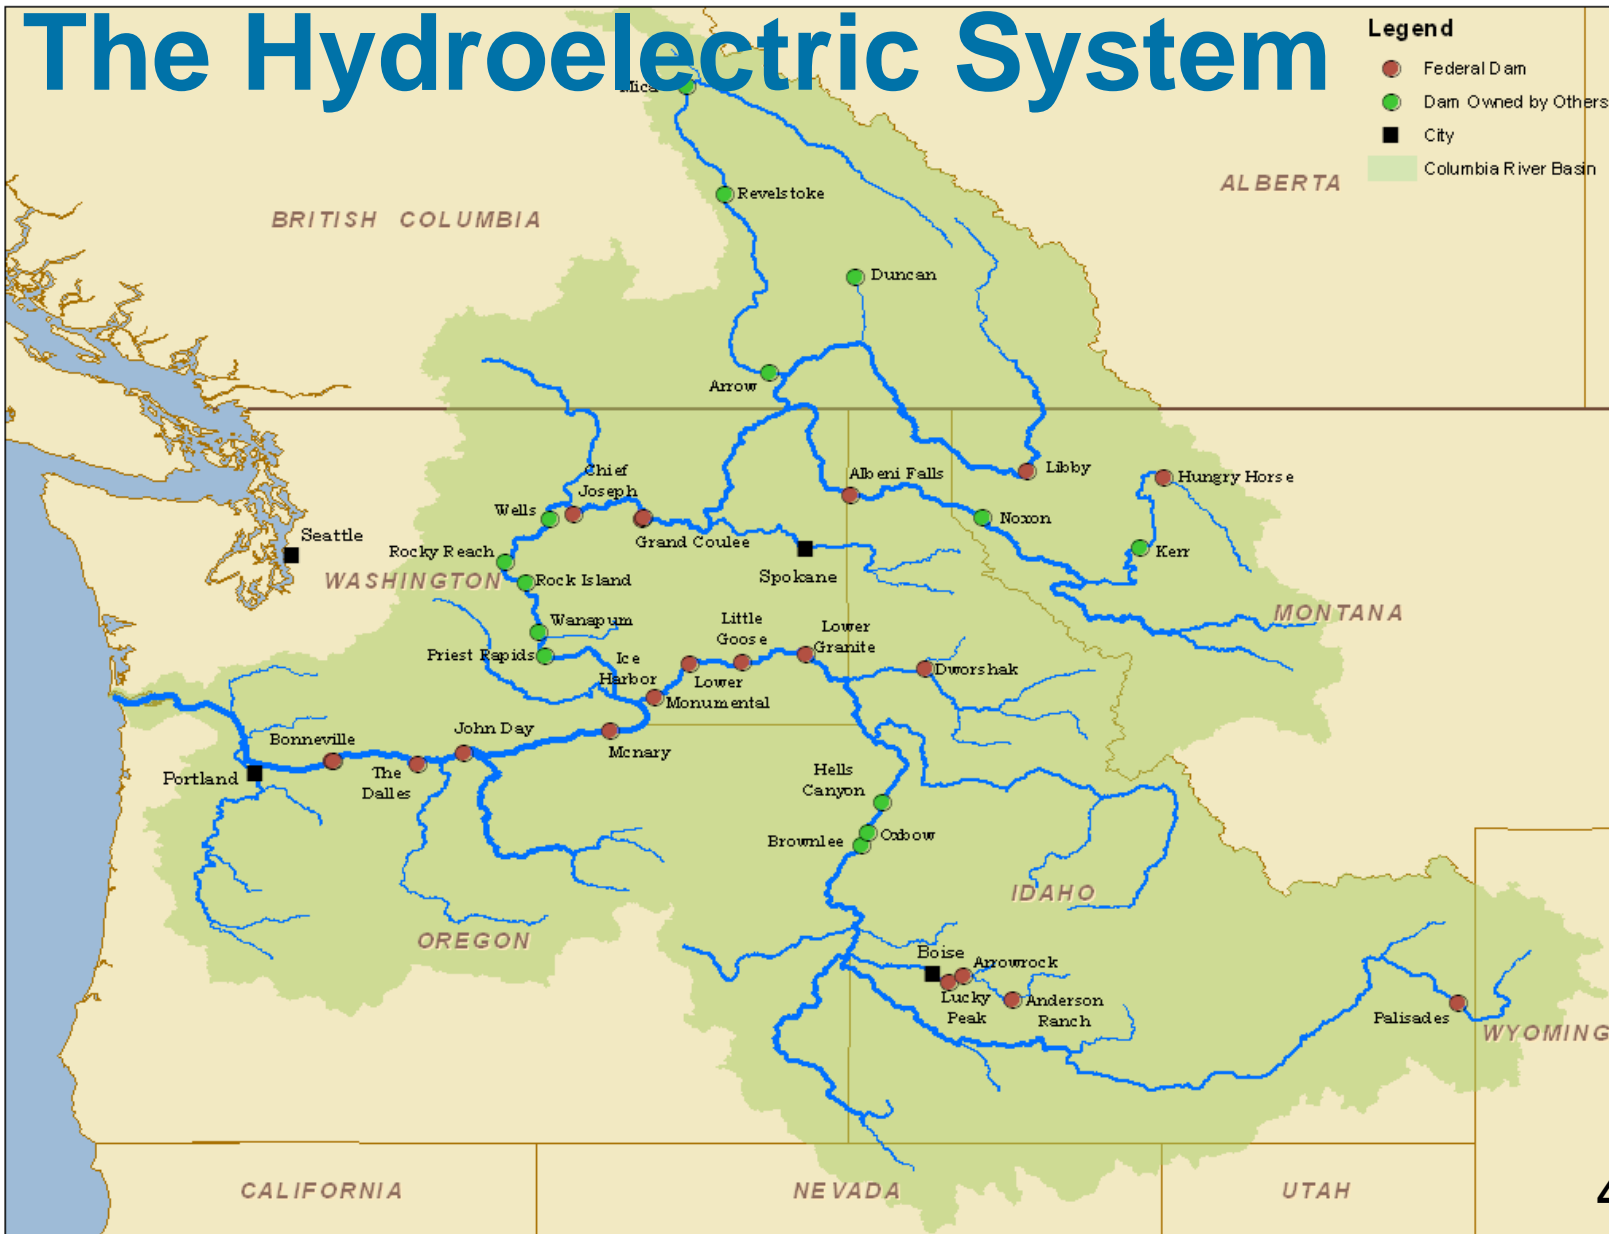 The Hydroelectric System
Legend
Federal Dam
Dam Owned by Others
City
Columbia River Basin
Mica
ALBERTA
Revelstoke
BRITISH COLUMBIA
Duncan
Arrow
Chief
Joseph
Albeni Falls
Libby
Hungry Horse
Wells
Noxon
Seattle
Grand Coulee
Rocky Reach
Kerr
Rock Island
Spokane
WASHINGTON
MONTANA
Wanapum
Little
Goose
Lower
Granite
Priest Rapids
Ice
Harbor
Dworshak
Lower
Monumental
John Day
Bonneville
Mcnary
The
Dalles
Portland
Hells
Canyon
Oxbow
Brownlee
IDAHO
OREGON
Boise
Arrowrock
Lucky
Peak
Anderson
Ranch
Palisades
WYOMING
CALIFORNIA
NEVADA
UTAH
4